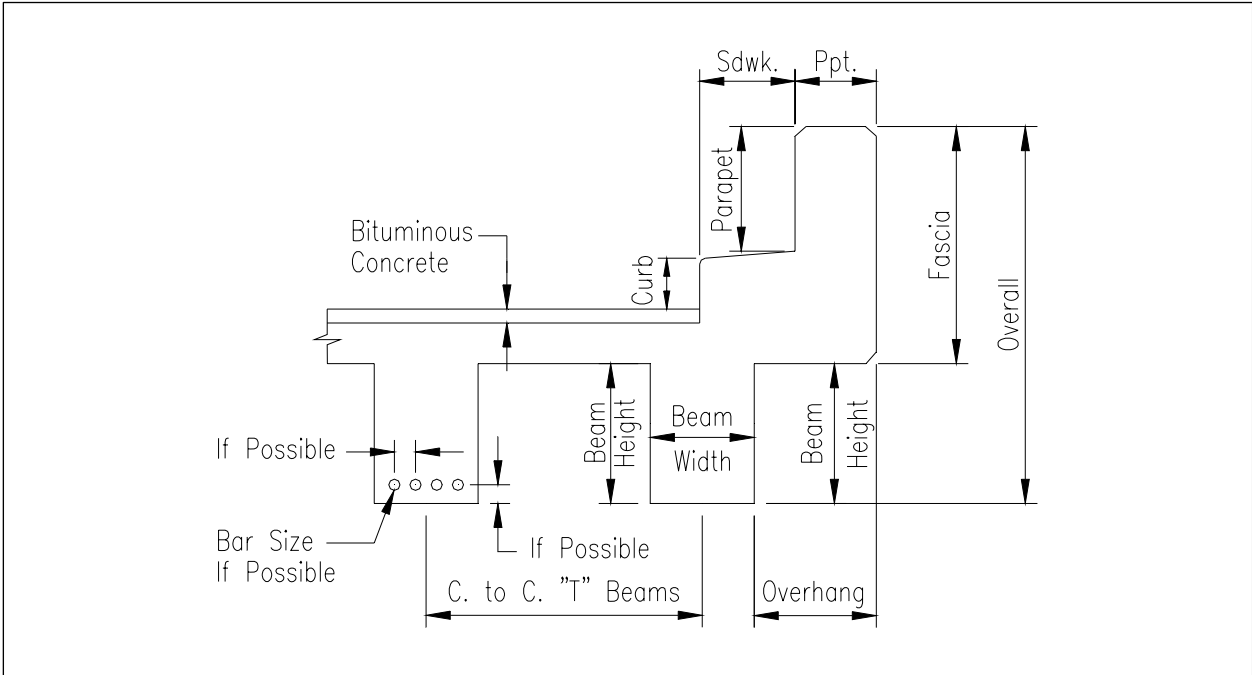 Sdwk.
Ppt.
Parapet
Bituminous
Concrete
Curb
Fascia
Overall
If Possible
Beam
Height
Beam
Width
Beam
Height
Bar Size
If Possible
If Possible
C. to C. "T" Beams
Overhang